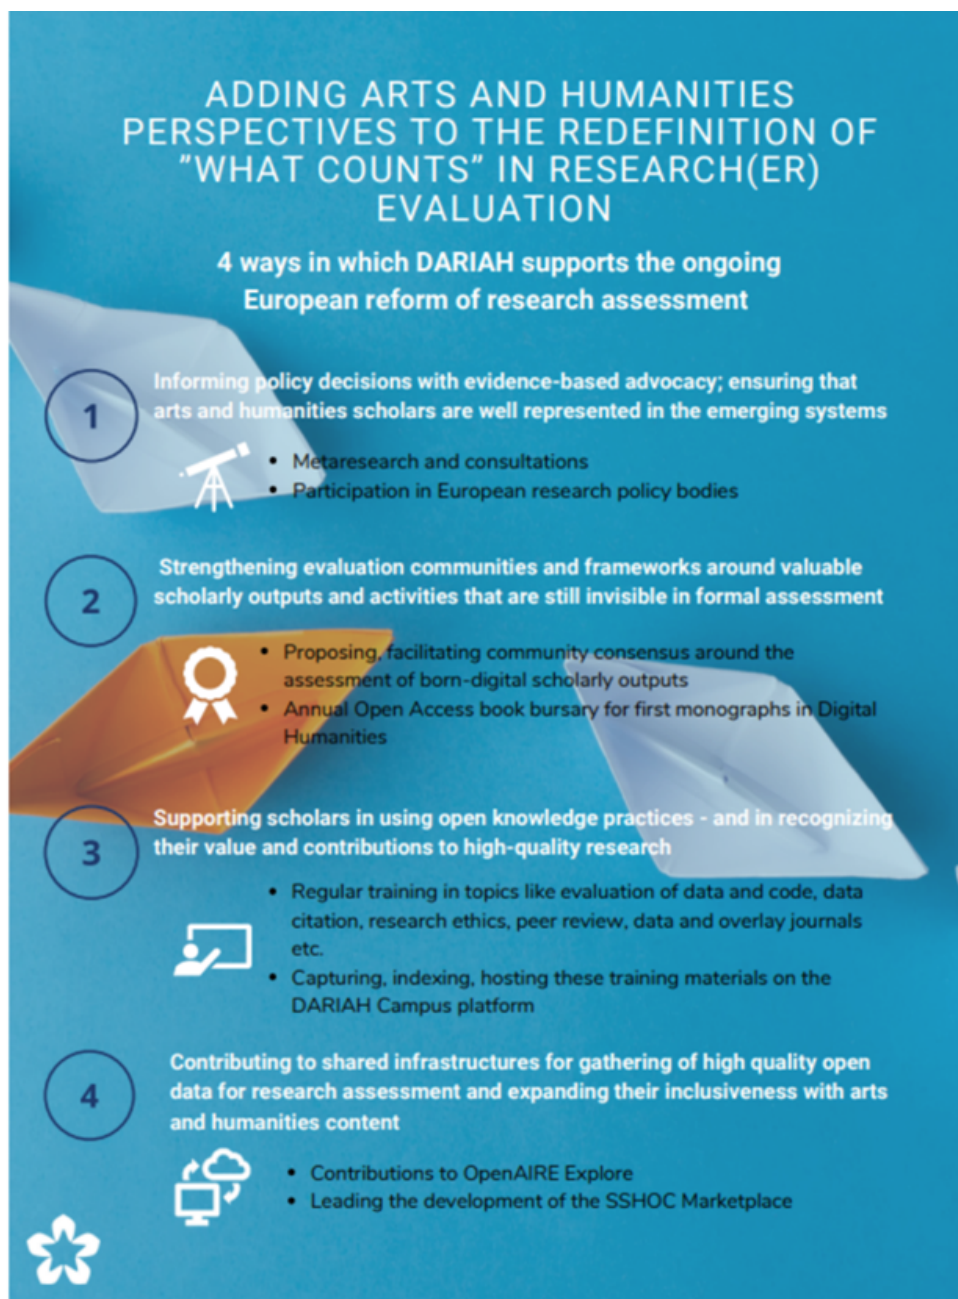 ADDING ARTS AND HUMANITIES
PERSPECTIVES TO THE REDEFINITION OF
"WHAT COUNTS" IN RESEARCH(ER)
EVALUATION
4 ways in which DARIAH supports the ongoing
European reform of research assessment
1
Informing policy decisions with evidence-based advocacy; ensuring that
arts and humanities scholars are well represented in the emerging systems
• Metaresearch and consultations
• Participation in European research policy bodies
2
Strengthening evaluation communities and frameworks around valuable
scholarly outputs and activities that are still invisible in formal assessment
• Proposing, facilitating community consensus around the
assessment of born-digital scholarly outputs
• Annual Open Access book bursary for first monographs in Digital
Humanities
3
Supporting scholars in using open knowledge practices - and in recognizing
their value and contributions to high-quality research
• Regular training in topics like evaluation of data and code, data
citation, research ethics, peer review, data and overlay journals
etc.
• Capturing, indexing, hosting these training materials on the
DARIAH Campus platform
4
Contributing to shared infrastructures for gathering of high quality open
data for research assessment and expanding their inclusiveness with arts
and humanities content
• Contributions to OpenAIRE Explore
• Leading the development of the SSHOC Marketplace